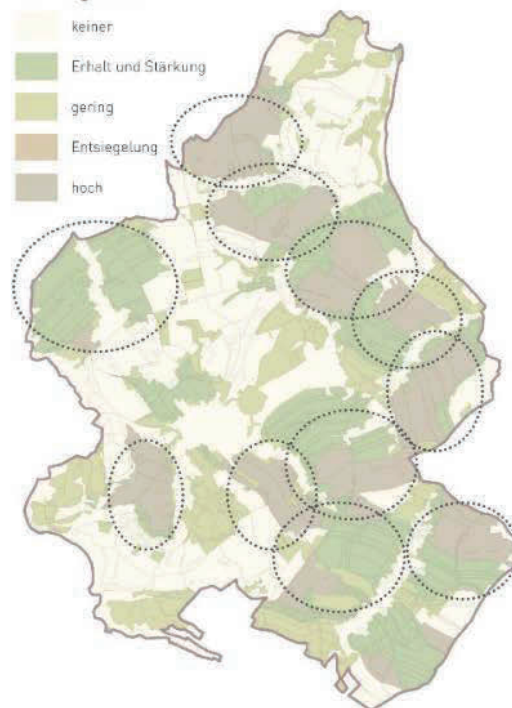 keiner
Erhalt und Stärkung
gering
Entsiegelung
hoch